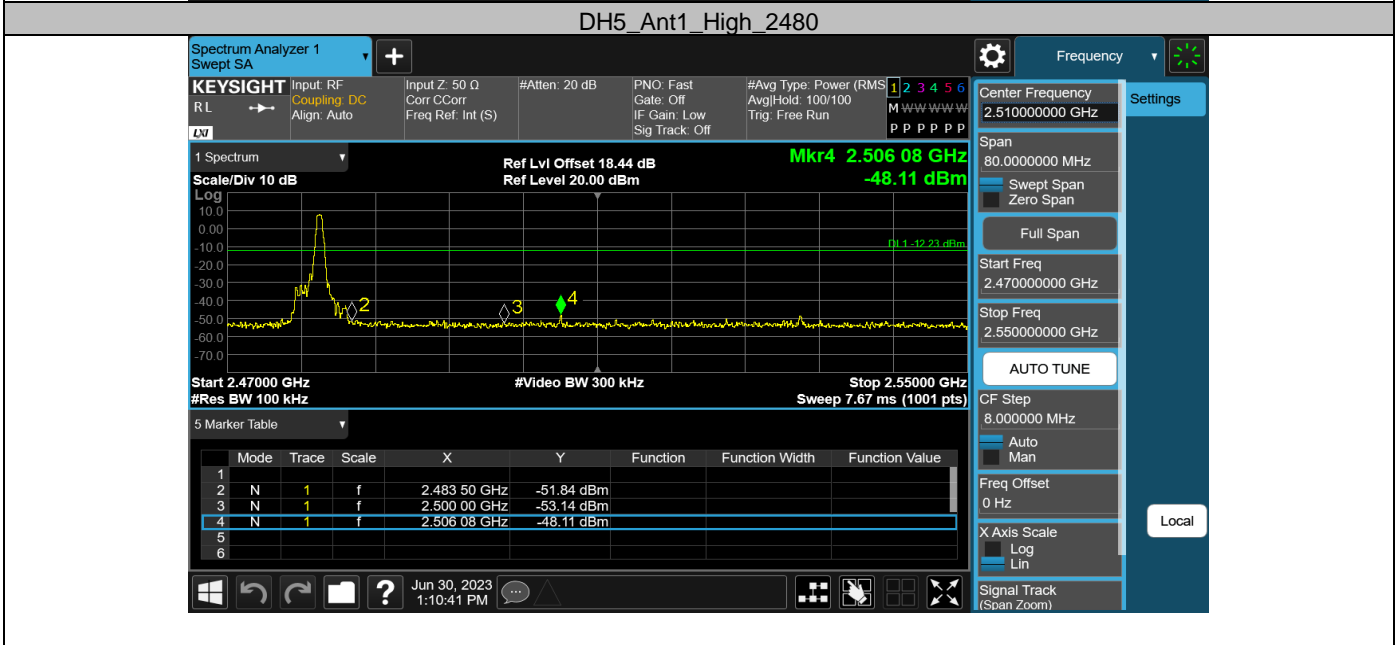 DH5_Ant1_High_2480
Spectrum Analyzer 1
Swept SA
+
Frequency
KEYSIGHT
RL
LXI
Input: RF
Coupling: DC
Align: Auto
Input Z: 50 Ω
Corr CCorr
Freq Ref: Int (S)
#Atten: 20 dB
PNO: Fast
Gate: Off
IF Gain: Low
Sig Track: Off
#Avg Type: Power (RMS
Avg|Hold: 100/100
Trig: Free Run
1 2 3 4 5 6
M W W W W W
P P P P P P
1 Spectrum
Scale/Div 10 dB
Ref Lvl Offset 18.44 dB
Ref Level 20.00 dBm
Mkr4 2.506 08 GHz
-48.11 dBm
Log
10.0
0.00
-10.0
-20.0
-30.0
-40.0
-50.0
-60.0
-70.0
DL1 -12.23 dBm
2
3
4
Start 2.47000 GHz
#Video BW 300 kHz
Stop 2.55000 GHz
#Res BW 100 kHz
Sweep 7.67 ms (1001 pts)
5 Marker Table
Mode Trace Scale X Y Function Function Width Function Value
1
2 N 1 f 2.483 50 GHz -51.84 dBm
3 N 1 f 2.500 00 GHz -53.14 dBm
4 N 1 f 2.506 08 GHz -48.11 dBm
5
6
?
Jun 30, 2023
1:10:41 PM
Center Frequency
2.510000000 GHz
Settings
Span
80.0000000 MHz
Swept Span
Zero Span
Full Span
Start Freq
2.470000000 GHz
Stop Freq
2.550000000 GHz
AUTO TUNE
CF Step
8.000000 MHz
Auto
Man
Freq Offset
0 Hz
Local
X Axis Scale
Log
Lin
Signal Track
(Span Zoom)